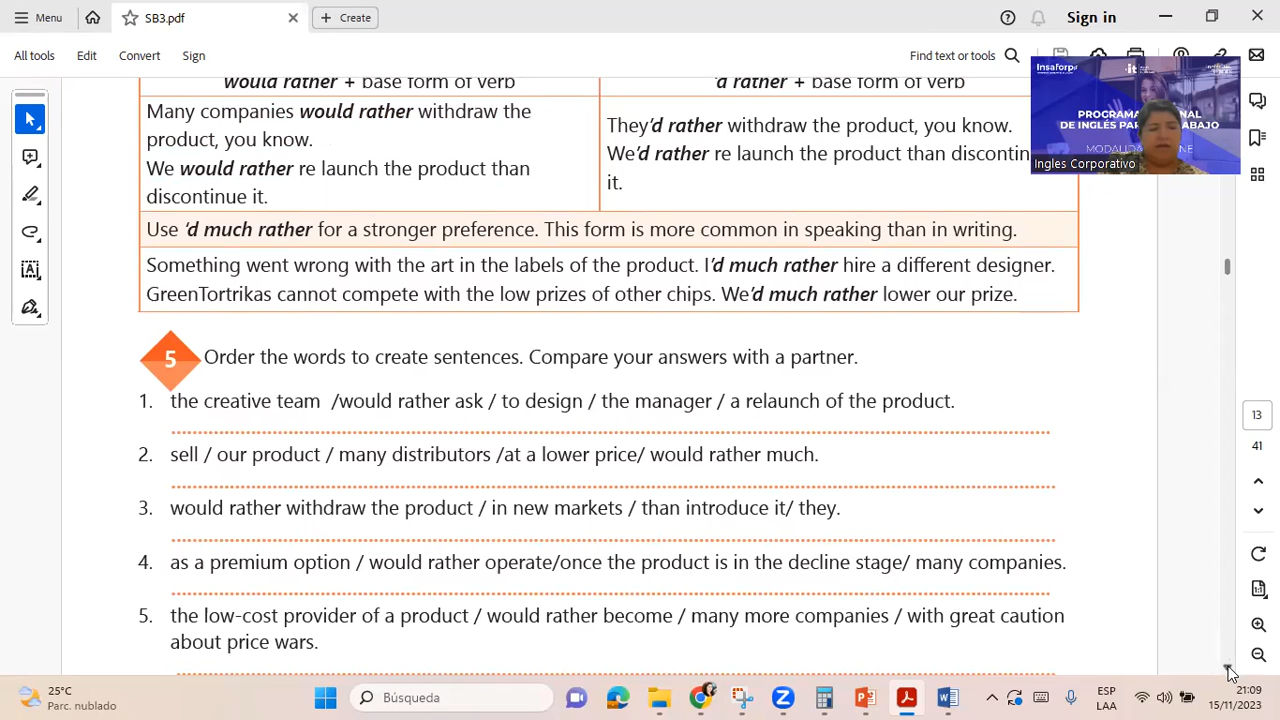 Menu
SB3.pdf
Create
Sign in
All tools
Edit
Convert
Sign
Find text or tools
would rather + base form of verb
'd rather + base form of verb
Many companies would rather withdraw the
product, you know.
We would rather re launch the product than
discontinue it.
They'd rather withdraw the product, you know.
We'd rather re launch the product than discontin
it.
Use 'd much rather for a stronger preference. This form is more common in speaking than in writing.
Something went wrong with the art in the labels of the product. I'd much rather hire a different designer.
GreenTortrikas cannot compete with the low prizes of other chips. We'd much rather lower our prize.
5 Order the words to create sentences. Compare your answers with a partner.
1. the creative team /would rather ask / to design / the manager / a relaunch of the product.
2. sell / our product / many distributors /at a lower price/ would rather much.
3. would rather withdraw the product / in new markets / than introduce it/ they.
4. as a premium option / would rather operate/once the product is in the decline stage/ many companies.
5. the low-cost provider of a product / would rather become / many more companies / with great caution
about price wars.
Insaforp
PROGRAMA NAL
DE INGLÉS PAR ABAJO
Ingles Corporativo
13
41
25°C
Parc. nublado
Búsqueda
ESP
LAA
21:09
15/11/2023